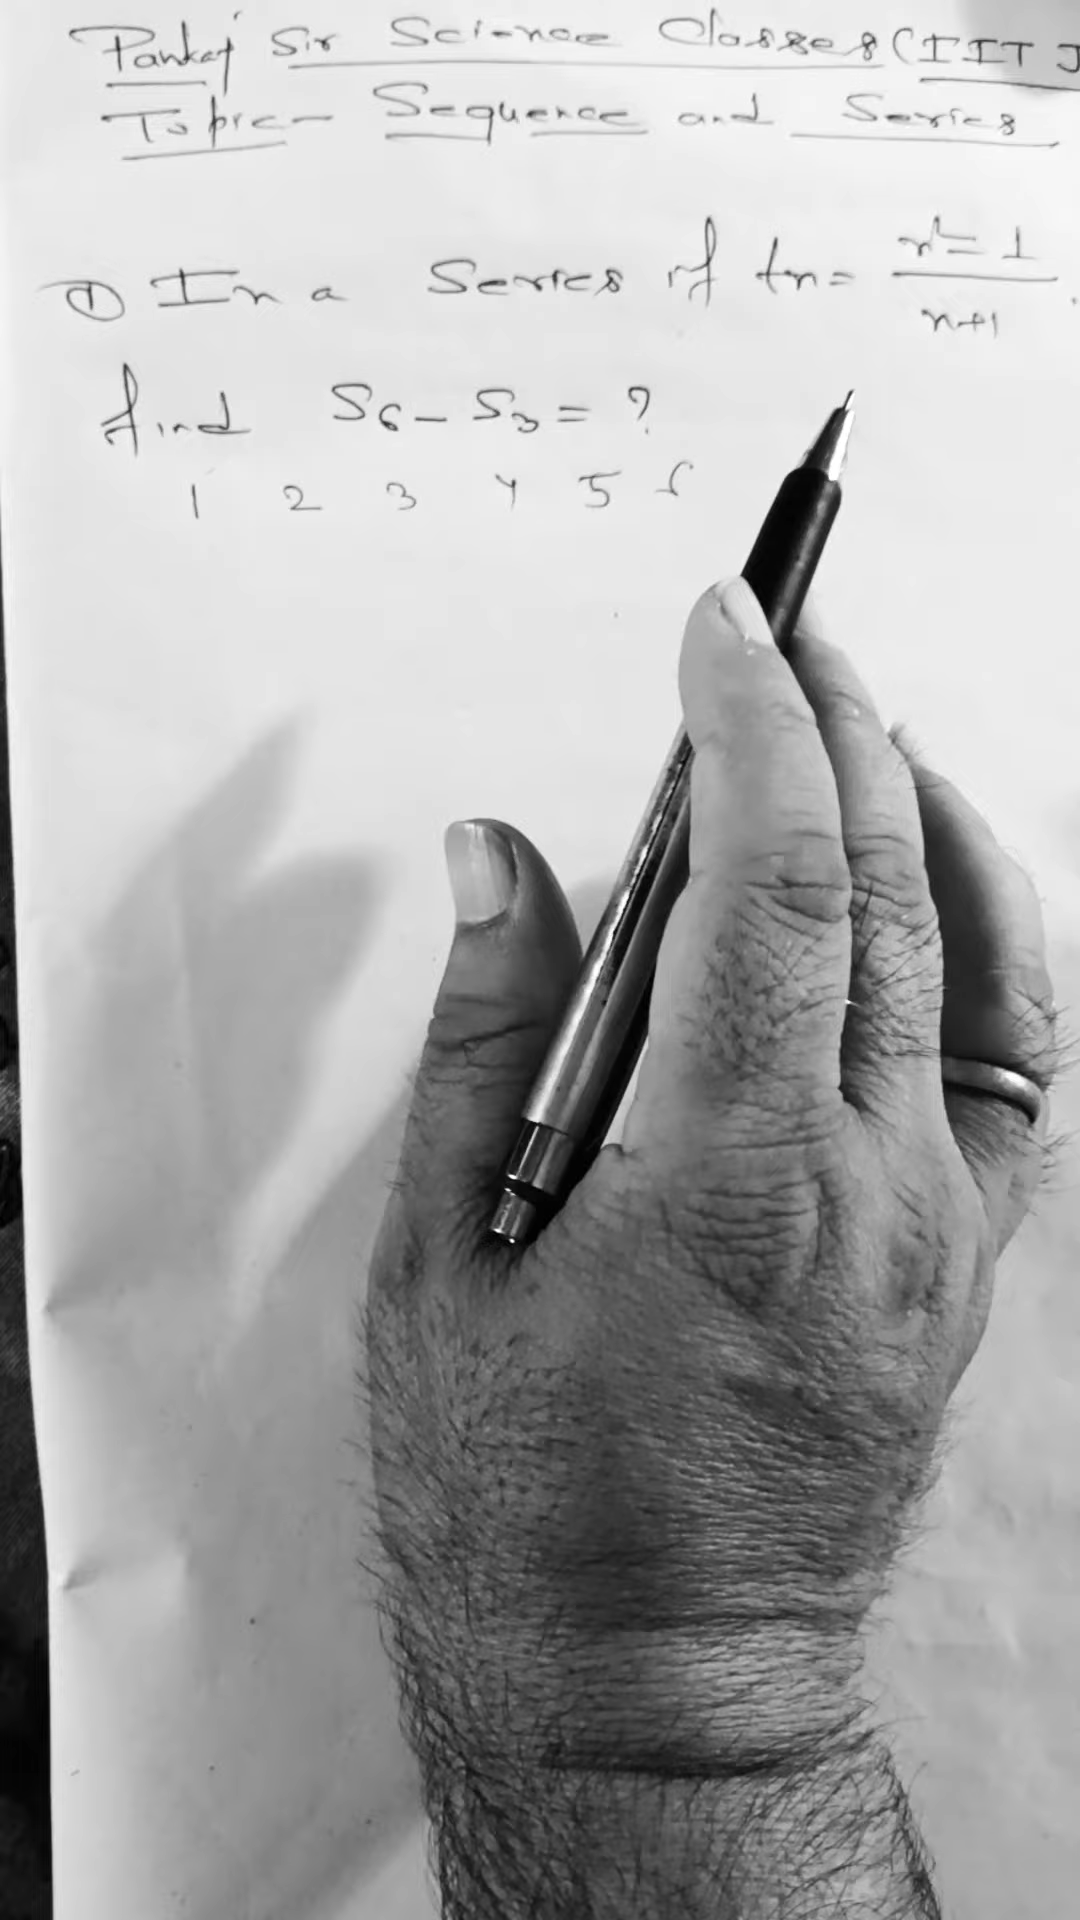 Pankaj Sir Science Classes (IIT J
Topic - Sequence and Series
① In a Series if tn = n²-1/n+1.
find S6 - S3 = ?
1 2 3 4 5 6